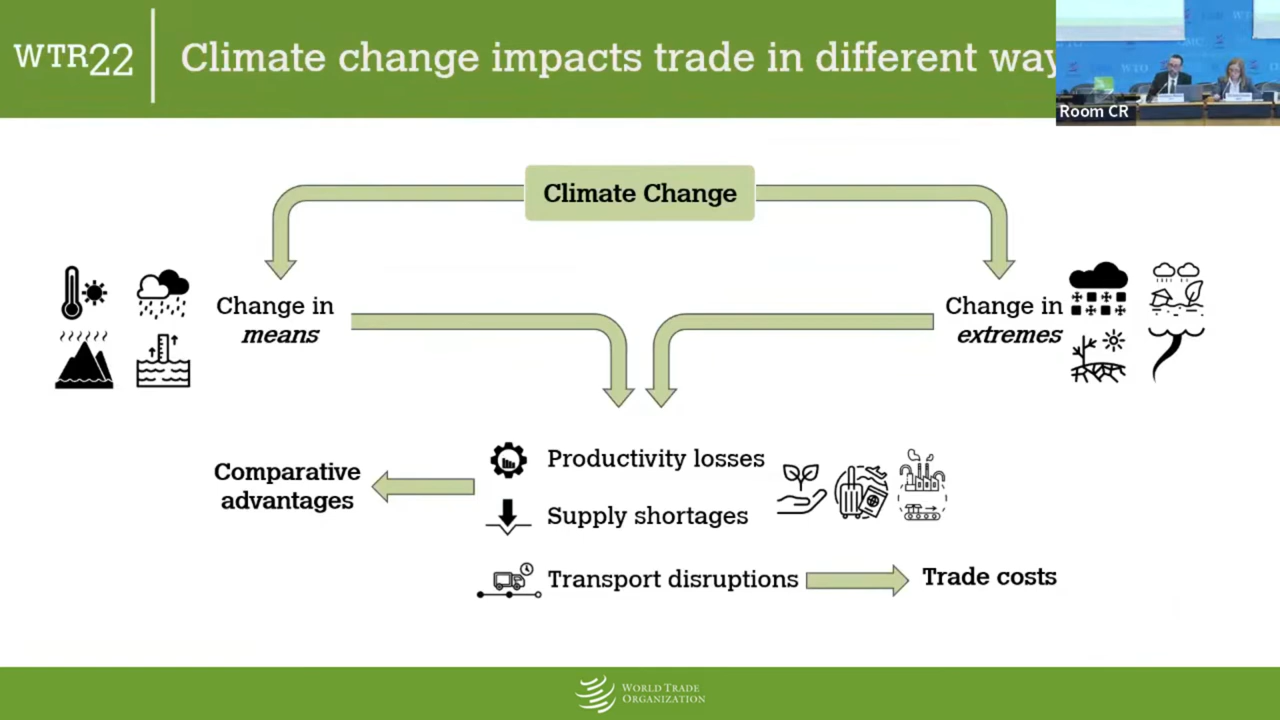 WTR22
Climate change impacts trade in different way
Room CR
WTO
Climate Change
Change in
means
Change in
extremes
Comparative
advantages
Productivity losses
Supply shortages
Transport disruptions
Trade costs
WORLD TRADE
ORGANIZATION